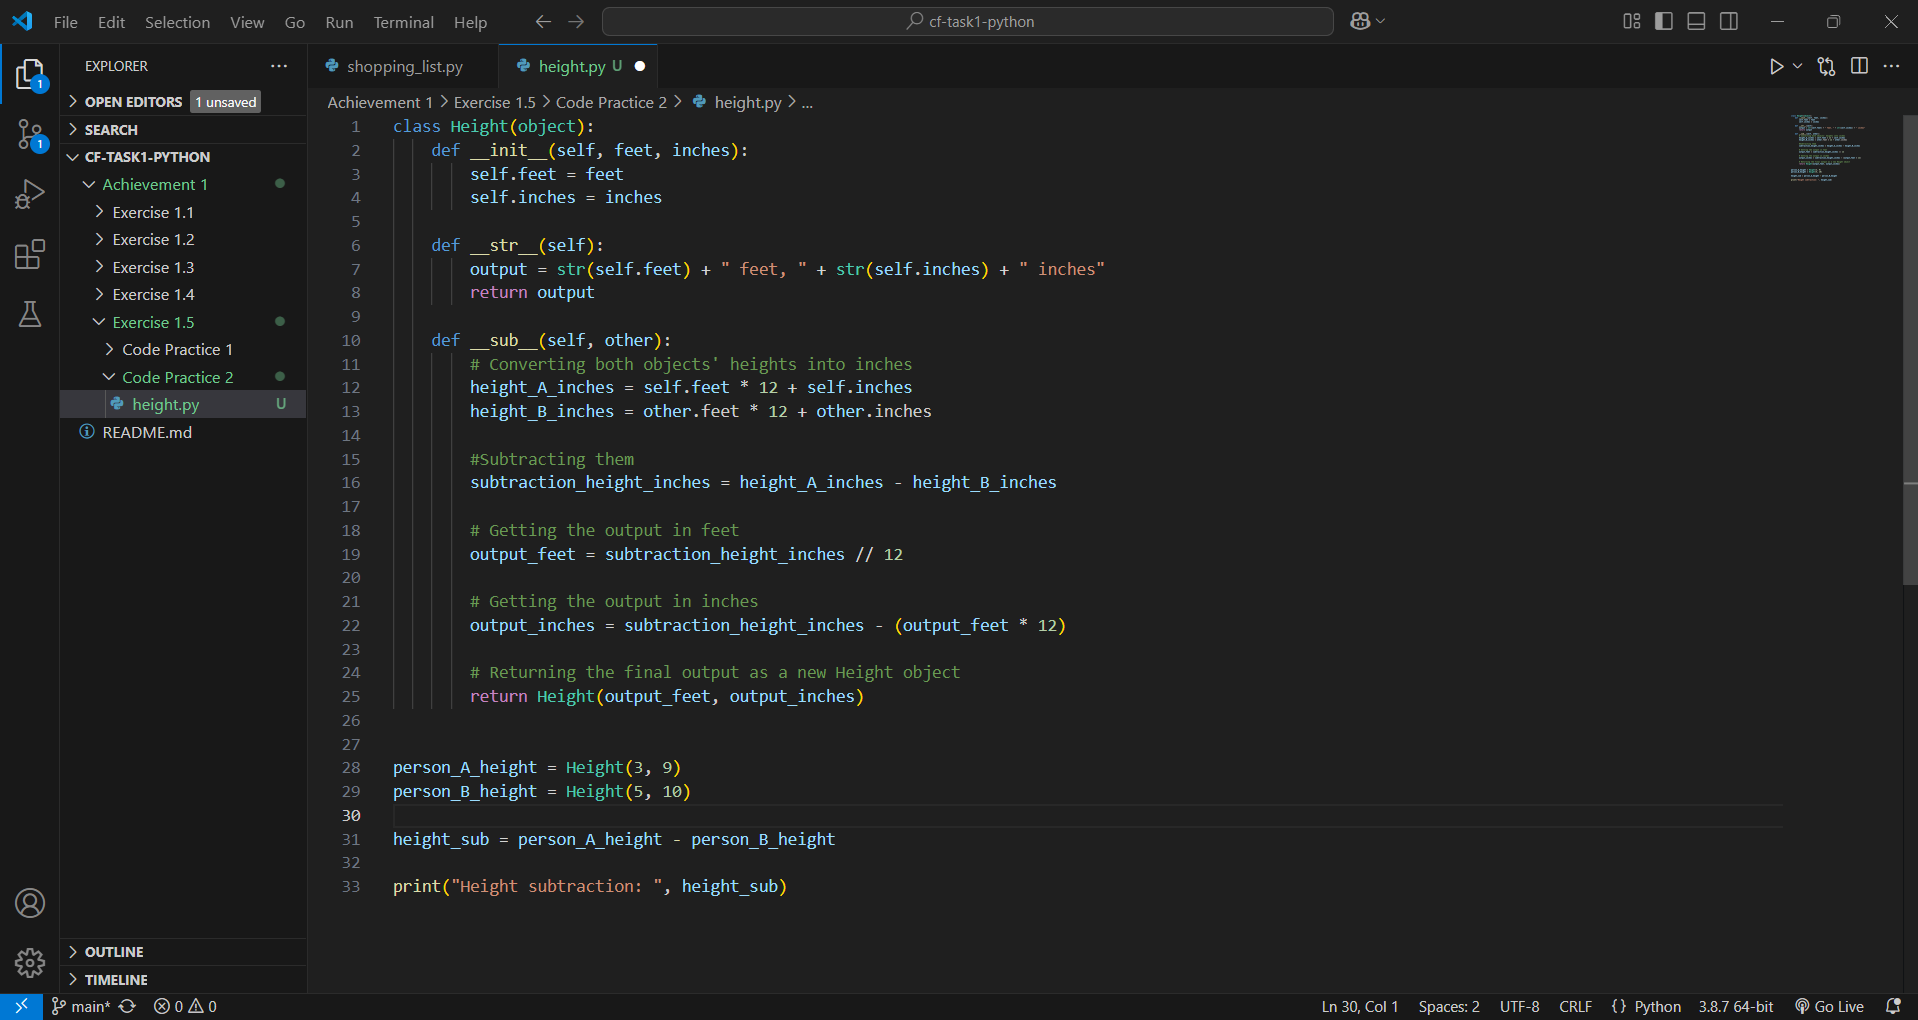 File Edit Selection View Go Run Terminal Help
cf-task1-python
EXPLORER
OPEN EDITORS 1 unsaved
SEARCH
CF-TASK1-PYTHON
Achievement 1
Exercise 1.1
Exercise 1.2
Exercise 1.3
Exercise 1.4
Exercise 1.5
Code Practice 1
Code Practice 2
height.py U
README.md
OUTLINE
TIMELINE
1
1
shopping_list.py
height.py U
Achievement 1 > Exercise 1.5 > Code Practice 2 > height.py > ...
1 class Height(object):
2 def __init__(self, feet, inches):
3 self.feet = feet
4 self.inches = inches
5
6 def __str__(self):
7 output = str(self.feet) + " feet, " + str(self.inches) + " inches"
8 return output
9
10 def __sub__(self, other):
11 # Converting both objects' heights into inches
12 height_A_inches = self.feet * 12 + self.inches
13 height_B_inches = other.feet * 12 + other.inches
14
15 #Subtracting them
16 subtraction_height_inches = height_A_inches - height_B_inches
17
18 # Getting the output in feet
19 output_feet = subtraction_height_inches // 12
20
21 # Getting the output in inches
22 output_inches = subtraction_height_inches - (output_feet * 12)
23
24 # Returning the final output as a new Height object
25 return Height(output_feet, output_inches)
26
27
28 person_A_height = Height(3, 9)
29 person_B_height = Height(5, 10)
30
31 height_sub = person_A_height - person_B_height
32
33 print("Height subtraction: ", height_sub)
main* 0 0 Ln 30, Col 1 Spaces: 2 UTF-8 CRLF {} Python 3.8.7 64-bit Go Live